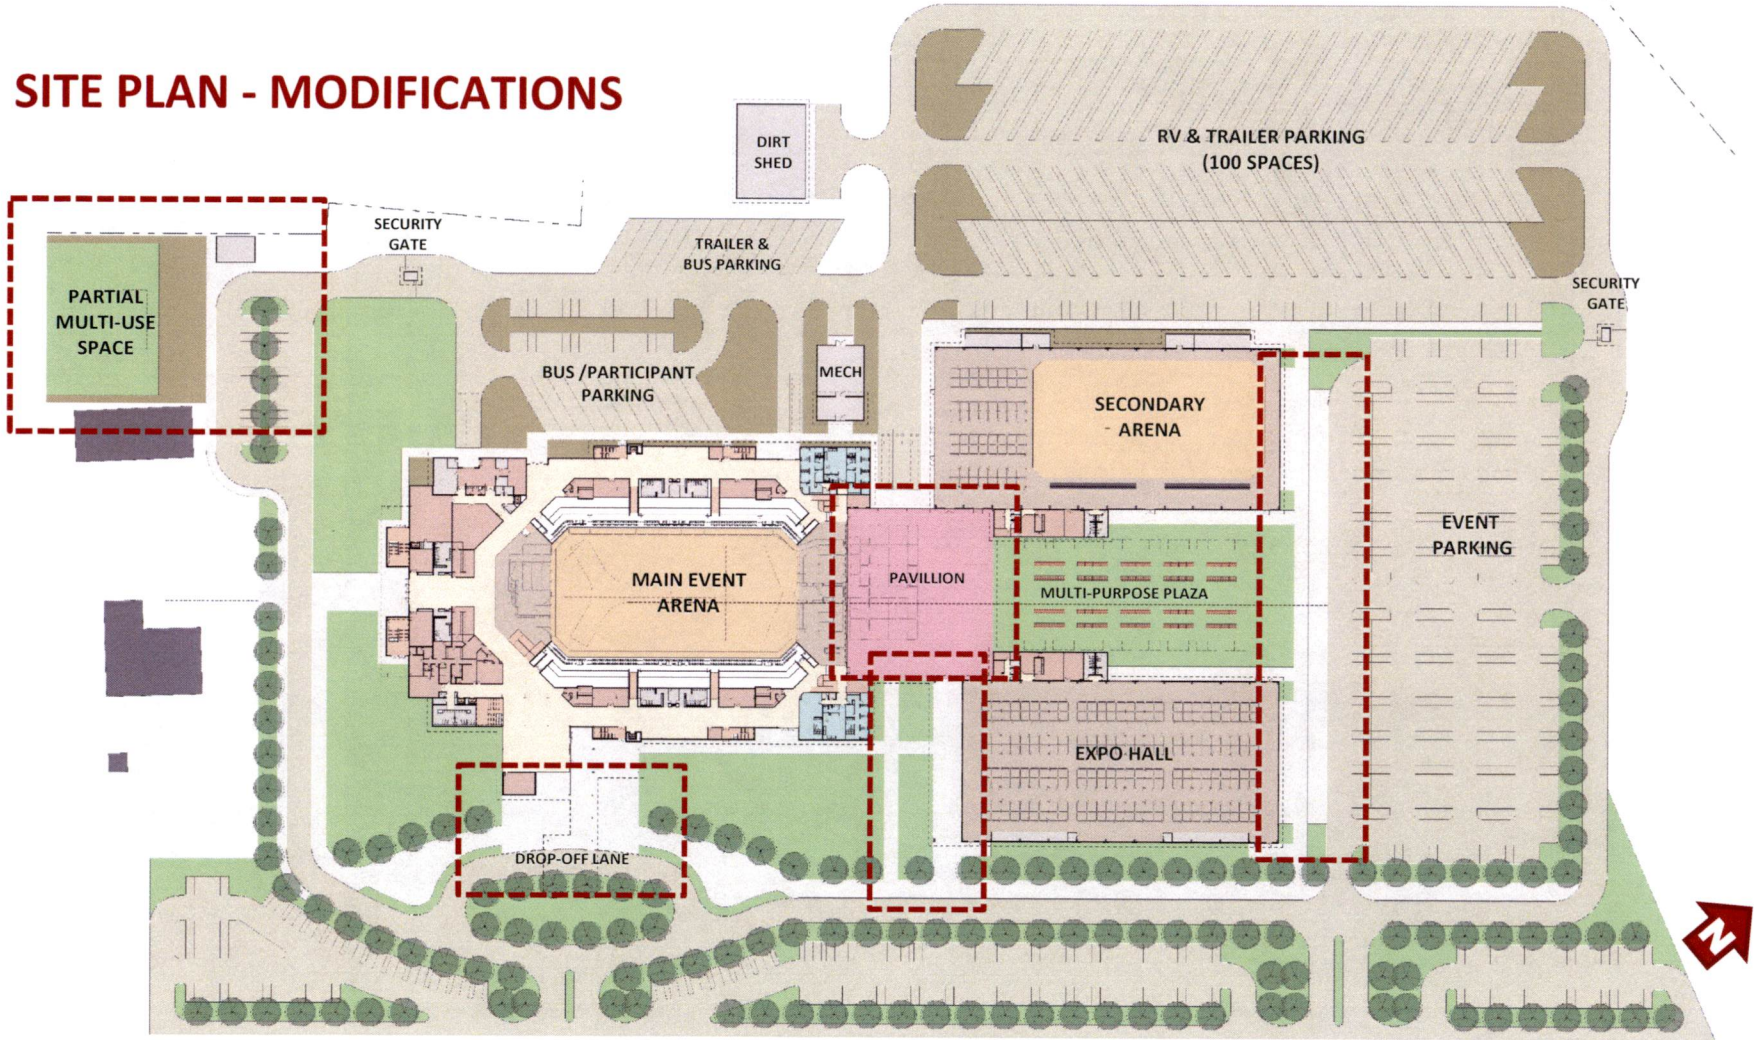 SITE PLAN - MODIFICATIONS
DIRT
SHED
RV & TRAILER PARKING
(100 SPACES)
SECURITY
GATE
TRAILER &
BUS PARKING
SECURITY
GATE
PARTIAL
MULTI-USE
SPACE
BUS /PARTICIPANT
PARKING
MECH
SECONDARY
ARENA
EVENT
PARKING
MAIN EVENT
ARENA
PAVILLION
MULTI-PURPOSE PLAZA
EXPO HALL
DROP-OFF LANE
N